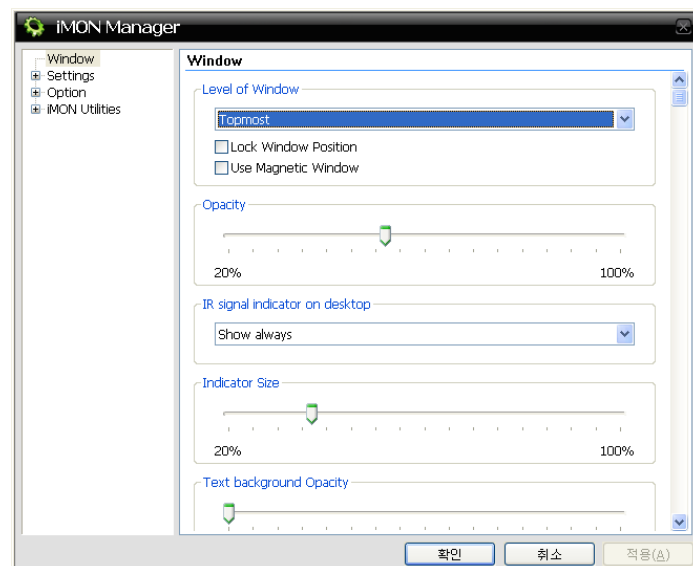 iMON Manager
Window
Settings
Option
iMON Utilities
Window
Level of Window
Topmost
Lock Window Position
Use Magnetic Window
Opacity
20% 100%
IR signal indicator on desktop
Show always
Indicator Size
20% 100%
Text background Opacity
확인 취소 적용(A)